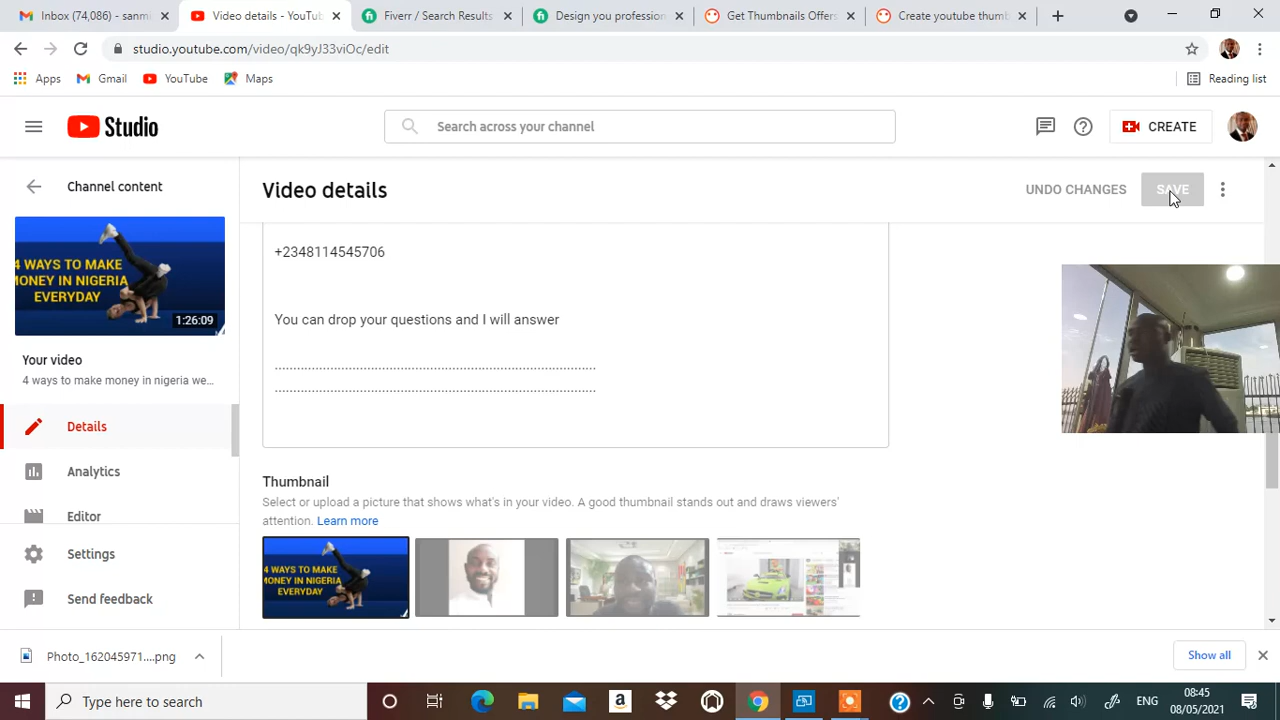 Inbox (74,086) - sanmi
Video details - YouTu
Fiverr / Search Results
Design you profession
Get Thumbnails Offers
Create youtube thumb
studio.youtube.com/video/qk9yJ33viOc/edit
Apps Gmail YouTube Maps Reading list
Studio Search across your channel CREATE
Channel content
Video details UNDO CHANGES SAVE
4 WAYS TO MAKE
MONEY IN NIGERIA
EVERYDAY
1:26:09
Your video
4 ways to make money in nigeria we...
Details
Analytics
Editor
Settings
Send feedback
+2348114545706
You can drop your questions and I will answer
................................................................................
................................................................................
Thumbnail
Select or upload a picture that shows what's in your video. A good thumbnail stands out and draws viewers'
attention. Learn more
4 WAYS TO MAKE
MONEY IN NIGERIA
EVERYDAY
Photo_162045971....png Show all
Type here to search ENG 08:45
08/05/2021